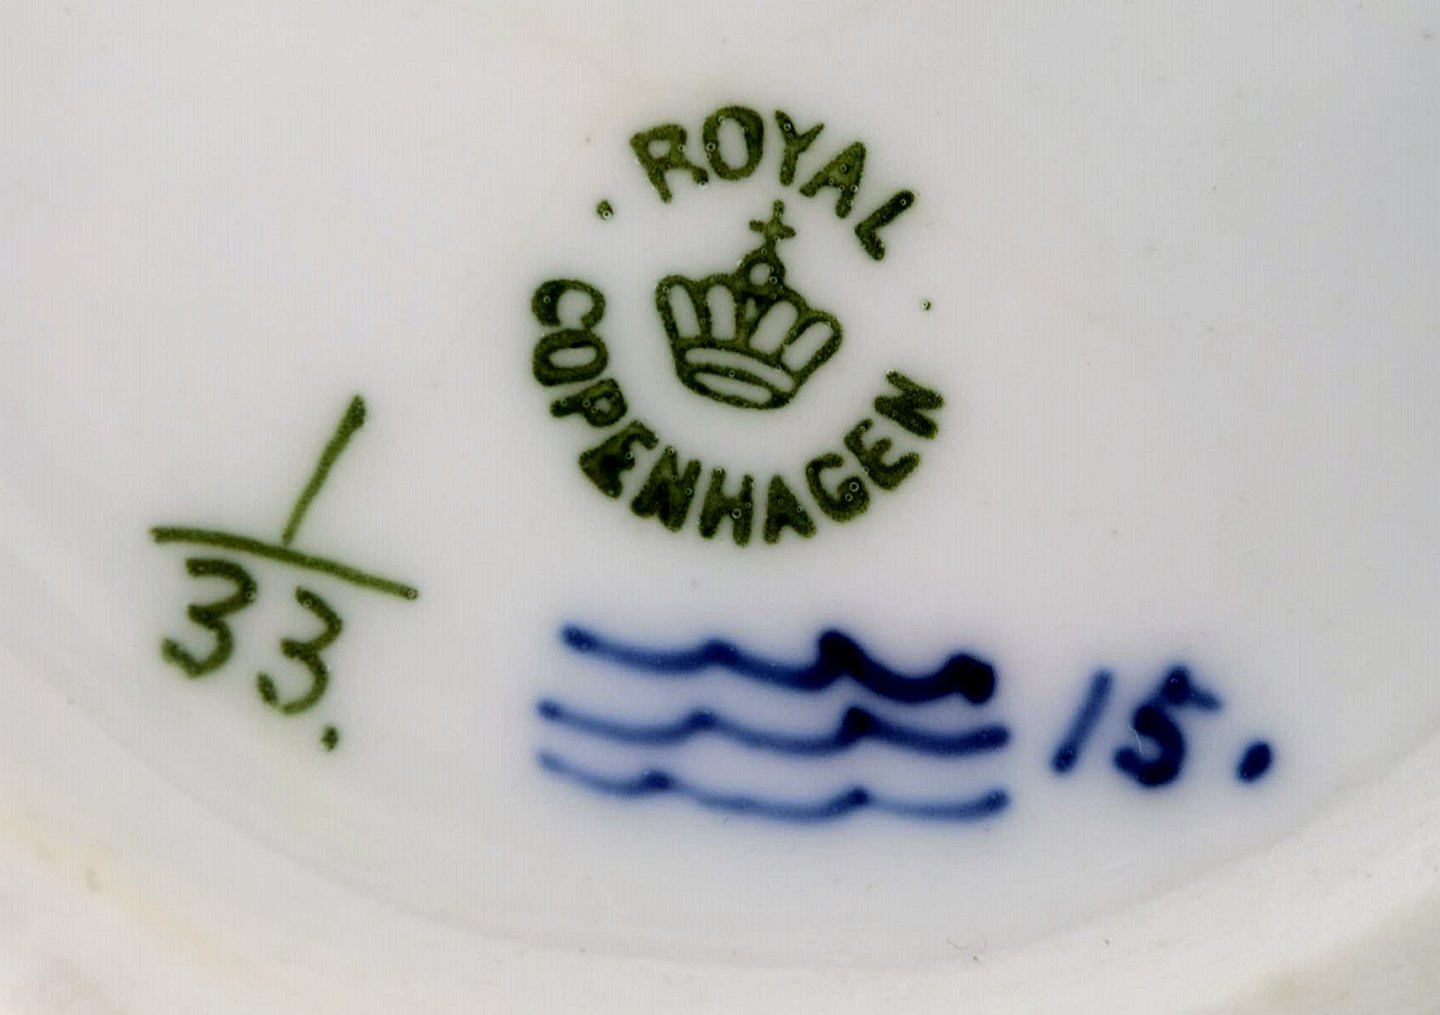 ROYAL
COPENHAGEN
1
33.
15.